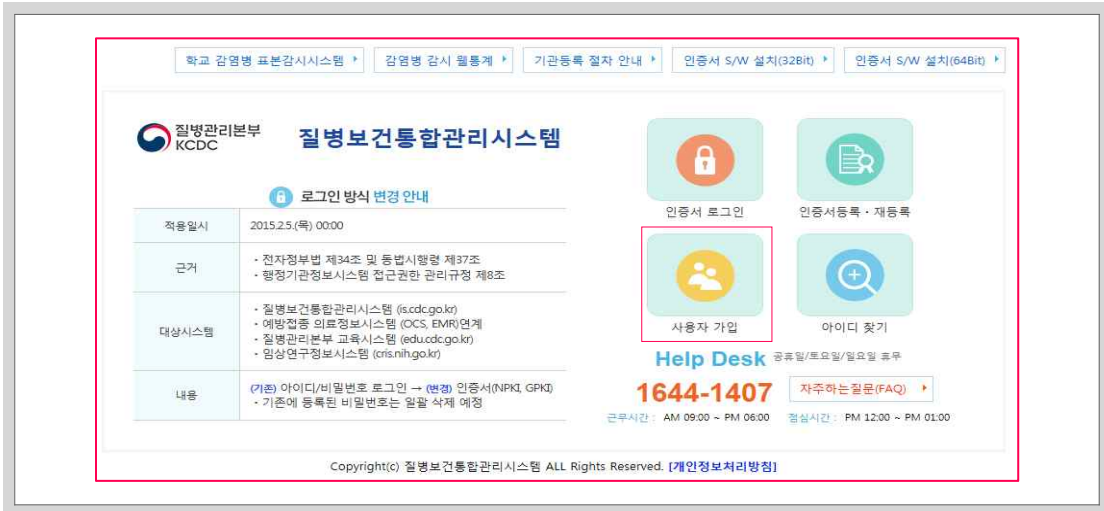 학교 감염병 표본감시시스템
감염병 감시 웹통계
기관등록 절차 안내
인증서 S/W 설치(32Bit)
인증서 S/W 설치(64Bit)
질병관리본부
KCDC
질병보건통합관리시스템
로그인 방식 변경 안내
적용일시
2015.2.5.(목) 00:00
근거
· 전자정부법 제34조 및 동법시행령 제37조
· 행정기관정보시스템 접근권한 관리규정 제8조
대상시스템
· 질병보건통합관리시스템 (is.cdc.go.kr)
· 예방접종 의료정보시스템 (OCS, EMR)연계
· 질병관리본부 교육시스템 (edu.cdc.go.kr)
· 임상연구정보시스템 (cris.nih.go.kr)
내용
(기존) 아이디/비밀번호 로그인 → (변경) 인증서(NPKI, GPKI)
· 기존에 등록된 비밀번호는 일괄 삭제 예정
인증서 로그인
인증서등록 · 재등록
사용자 가입
아이디 찾기
Help Desk 공휴일/토요일/일요일 휴무
1644-1407
자주하는질문(FAQ)
근무시간 : AM 09:00 ~ PM 06:00 점심시간 : PM 12:00 ~ PM 01:00
Copyright(c) 질병보건통합관리시스템 ALL Rights Reserved. [개인정보처리방침]